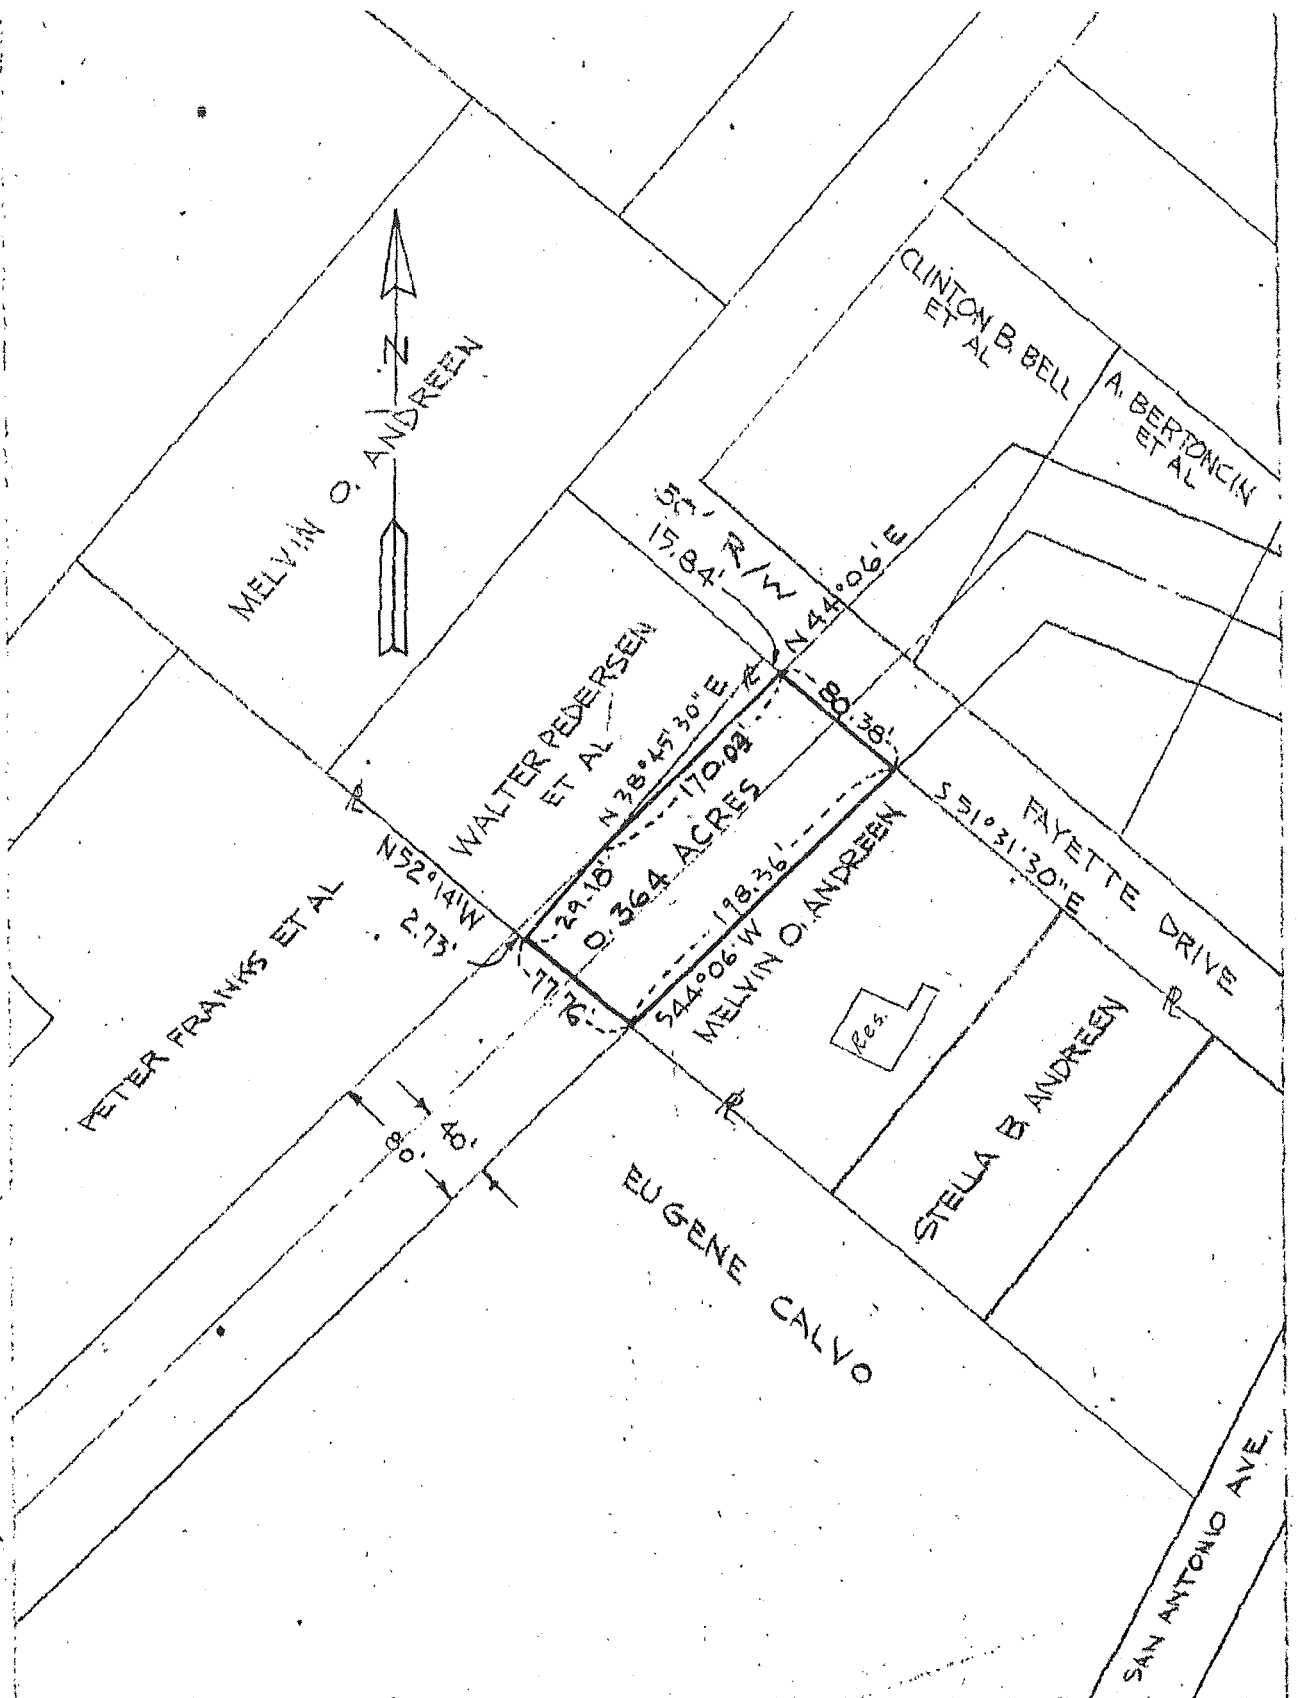 CLINTON B. BELL
ET AL
A. BERTONCIN
ET AL
N
MELVIN O. ANDREEN
50' R/W
15.84'
N 44°06' E
WALTER PEDERSEN
ET AL
N 38°45'30" E
80.38'
170.09'
0.364 ACRES
29.18'
198.36'
S 44°06' W
MELVIN O. ANDREEN
S 51°31'30" E
FAYETTE DRIVE
N 52°14' W
2.73'
77.76'
PETER FRANKS ET AL
Res.
STELLA B. ANDREEN
80'
40'
EUGENE CALVO
SAN ANTONIO AVE.